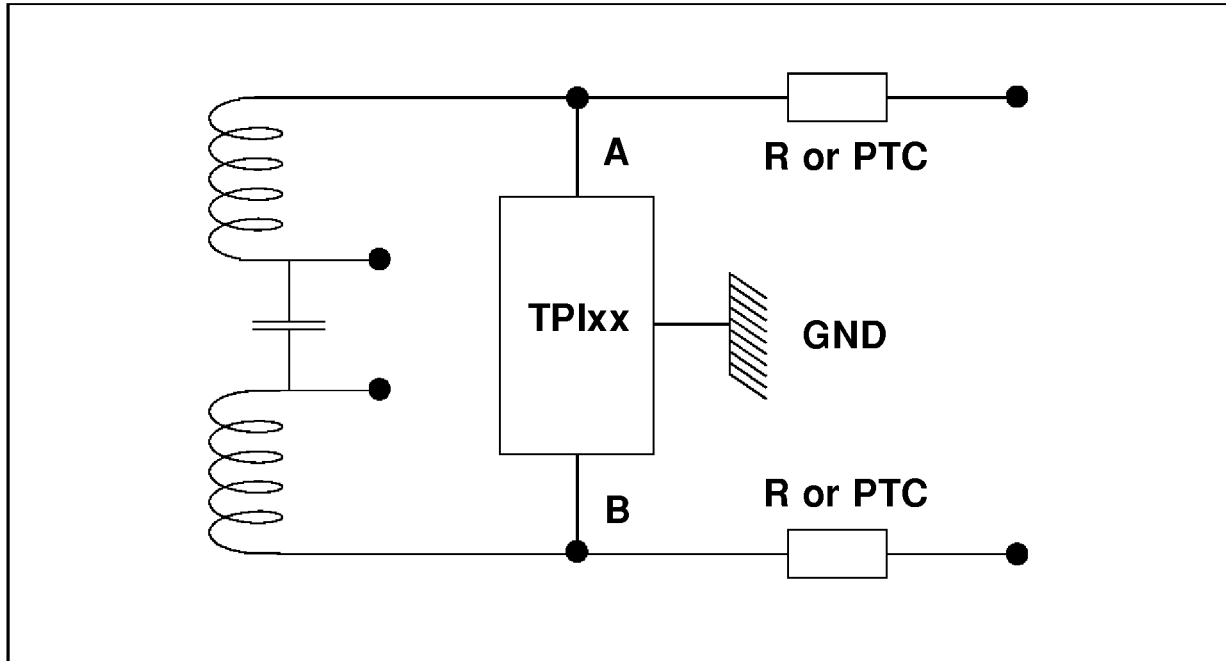 R or PTC
A
TPIxx
GND
R or PTC
B